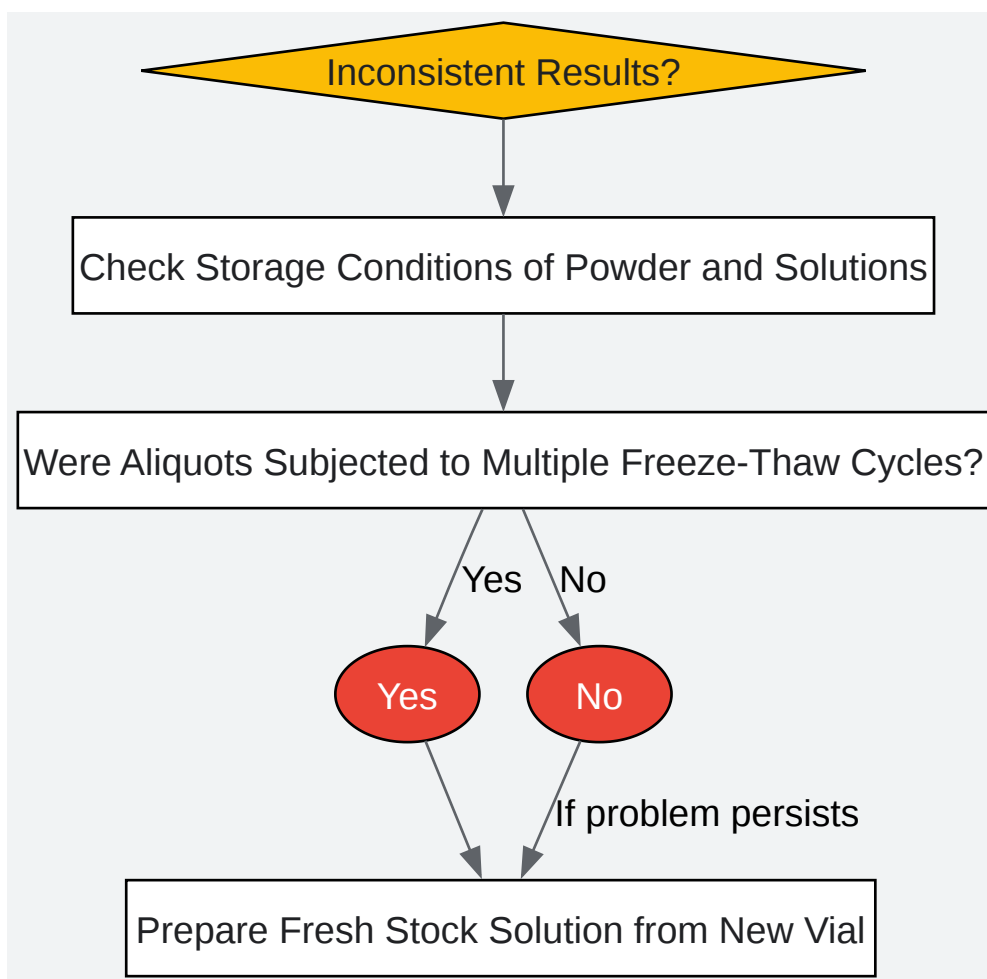 Inconsistent Results?
Check Storage Conditions of Powder and Solutions
Were Aliquots Subjected to Multiple Freeze-Thaw Cycles?
Yes
No
Yes
No
If problem persists
Prepare Fresh Stock Solution from New Vial